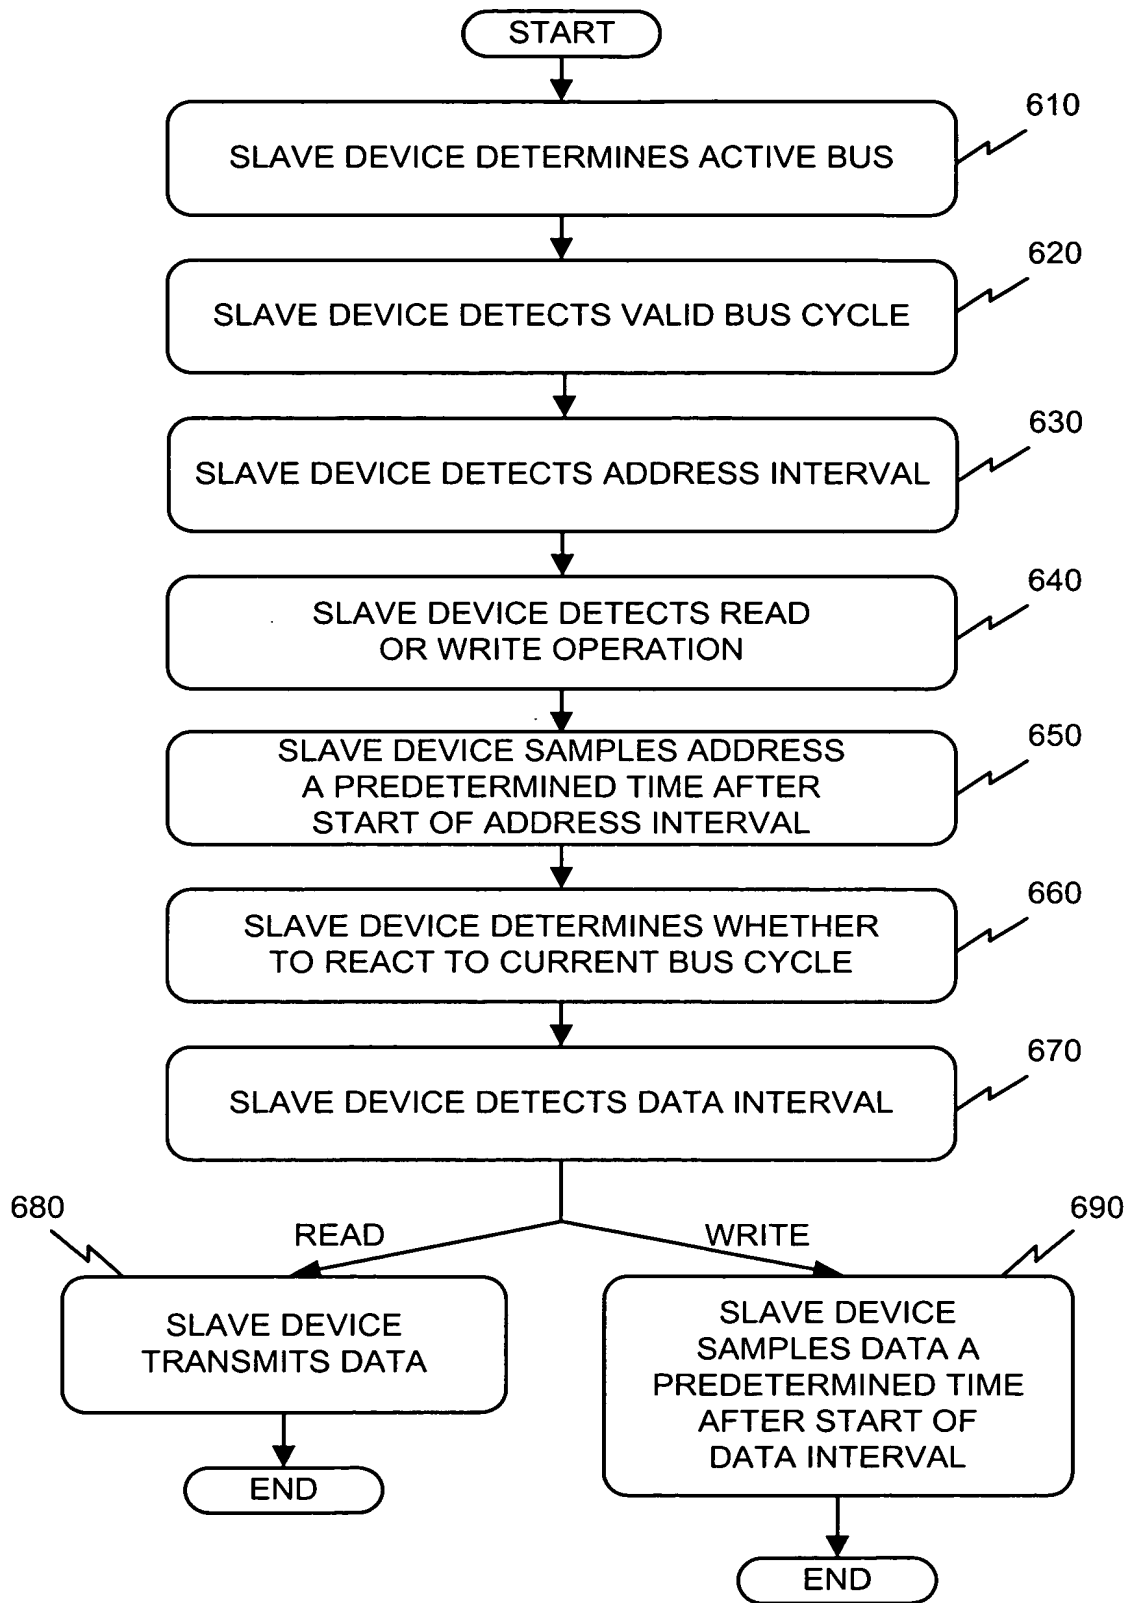 START
610
SLAVE DEVICE DETERMINES ACTIVE BUS
620
SLAVE DEVICE DETECTS VALID BUS CYCLE
630
SLAVE DEVICE DETECTS ADDRESS INTERVAL
640
SLAVE DEVICE DETECTS READ
OR WRITE OPERATION
650
SLAVE DEVICE SAMPLES ADDRESS
A PREDETERMINED TIME AFTER
START OF ADDRESS INTERVAL
660
SLAVE DEVICE DETERMINES WHETHER
TO REACT TO CURRENT BUS CYCLE
670
SLAVE DEVICE DETECTS DATA INTERVAL
680
READ
WRITE
690
SLAVE DEVICE
TRANSMITS DATA
END
SLAVE DEVICE
SAMPLES DATA A
PREDETERMINED TIME
AFTER START OF
DATA INTERVAL
END